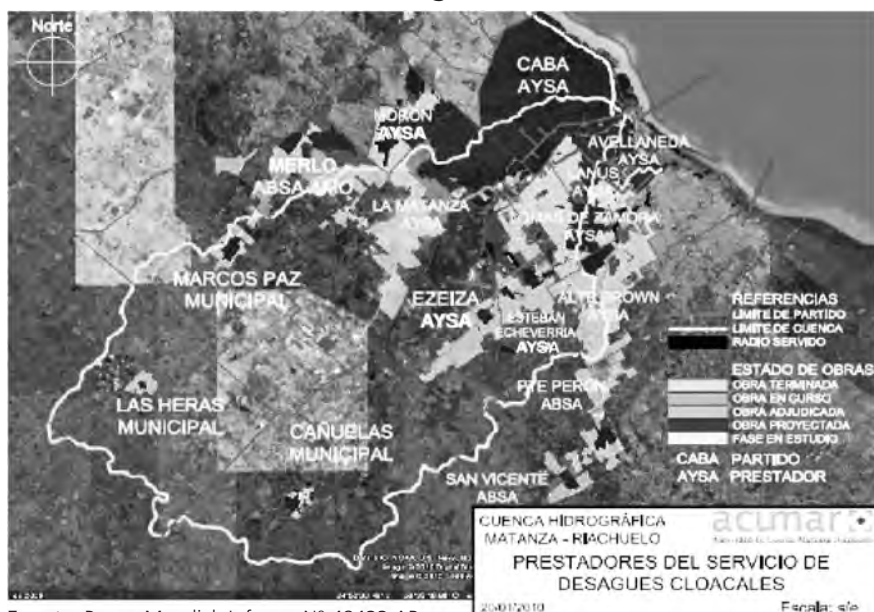 Norte
CABA
AYSA
MORON
AYSA
AVELLANEDA
AYSA
LANUS
AYSA
MERLO
ABSA
LA MATANZA
AYSA
LOMAS DE ZAMORA
AYSA
MARCOS PAZ
MUNICIPAL
EZEIZA
AYSA
ALTE BROWN
AYSA
ESTEBAN
ECHEVERRIA
AYSA
PTE PERON
ABSA
LAS HERAS
MUNICIPAL
CAÑUELAS
MUNICIPAL
SAN VICENTE
ABSA
REFERENCIAS
LIMITE DE PARTIDO
LIMITE DE CUENCA
RADIO SERVIDO
ESTADO DE OBRAS
OBRA TERMINADA
OBRA EN CURSO
OBRA ADJUDICADA
OBRA PROYECTADA
FASE EN ESTUDIO
CABA PARTIDO
AYSA PRESTADOR
CUENCA HIDROGRÁFICA
MATANZA - RIACHUELO
acumar
PRESTADORES DEL SERVICIO DE
DESAGUES CLOACALES
20/01/2010
Escala: s/e